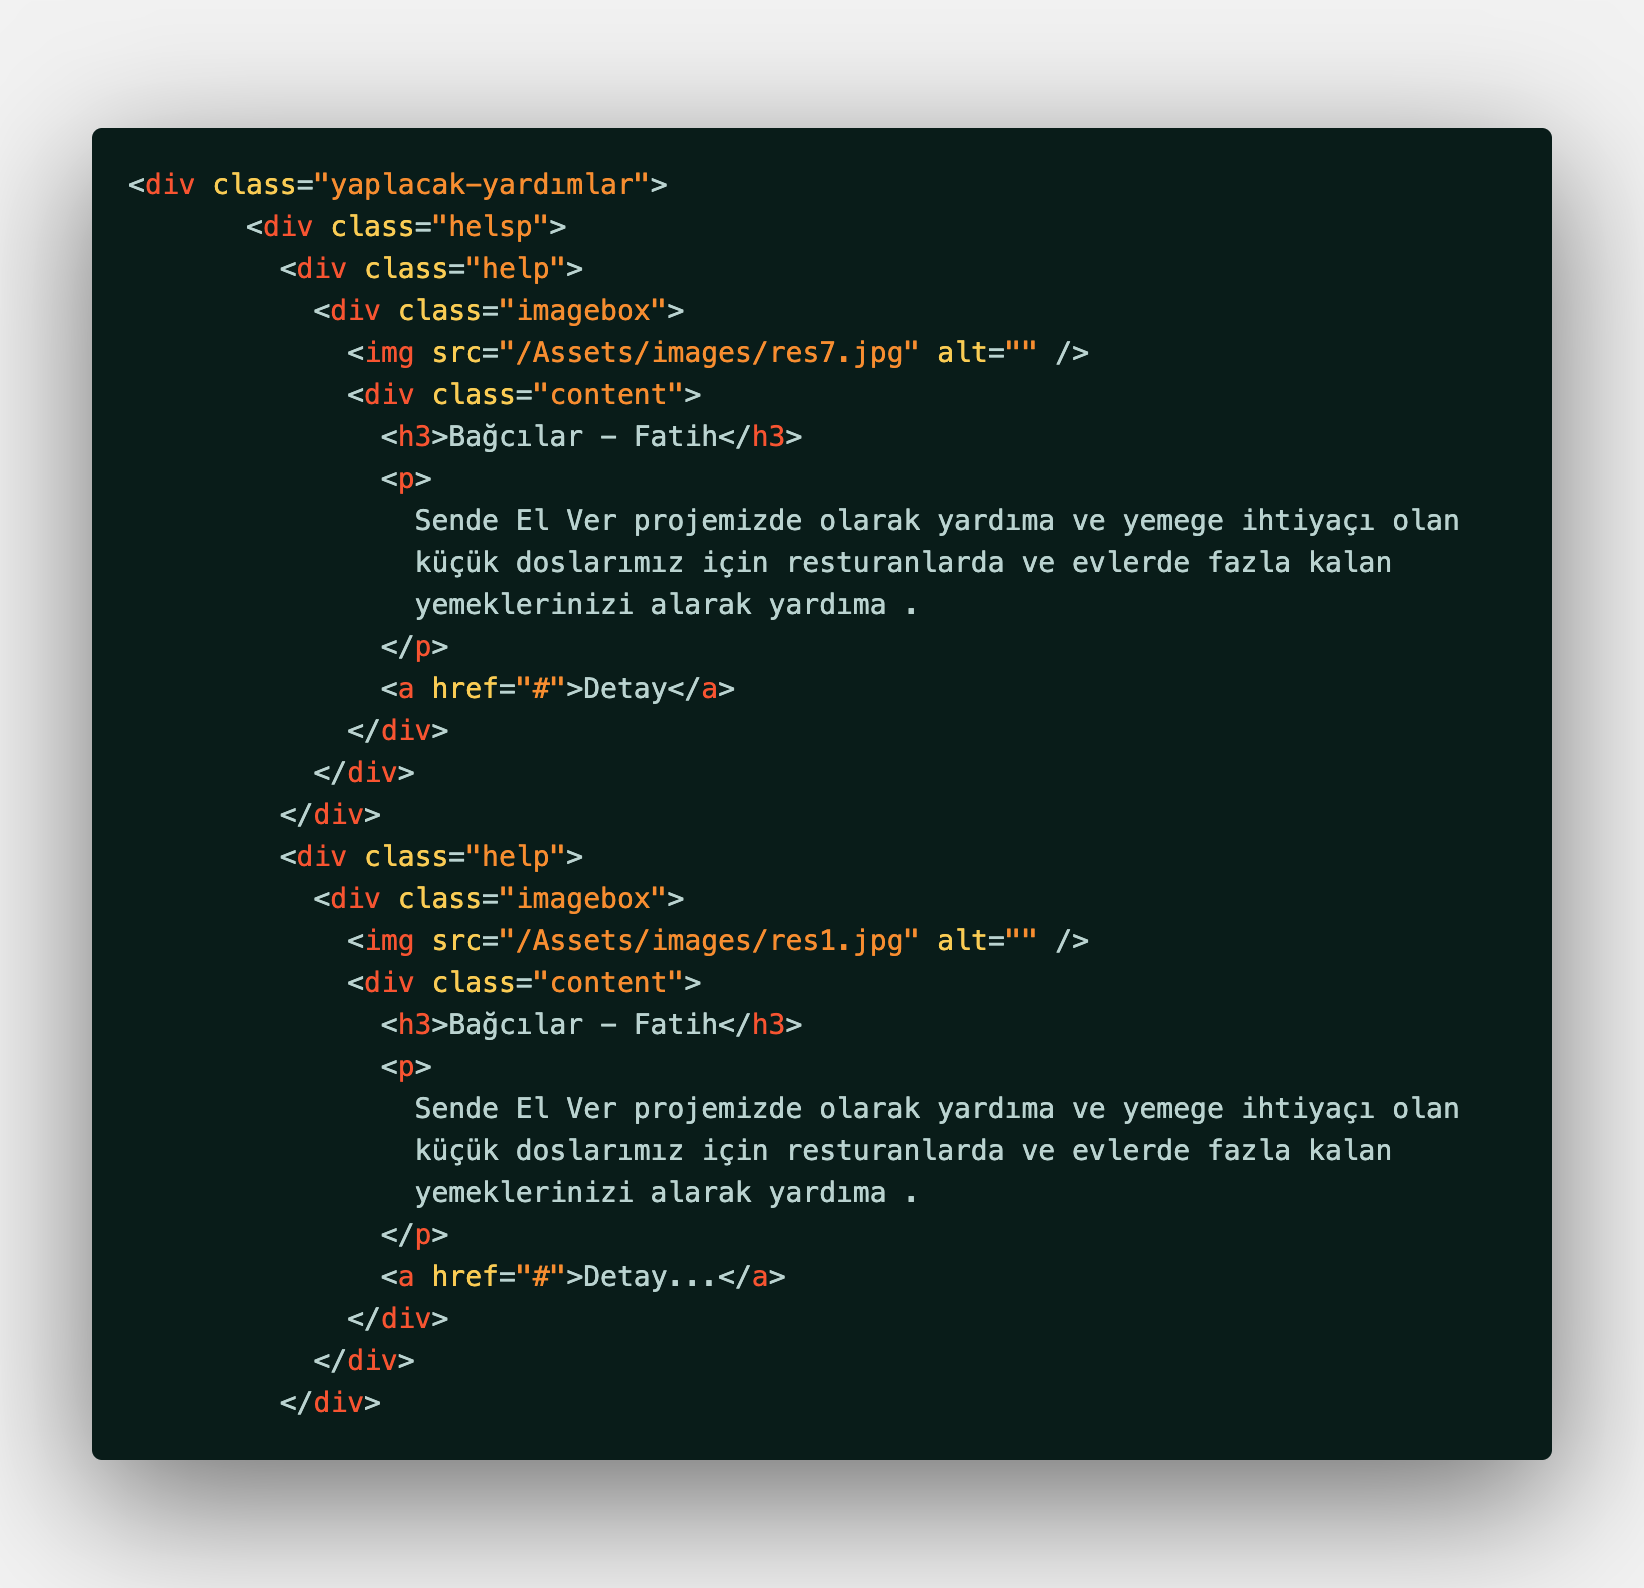 <div class="yaplacak-yardımlar">
       <div class="helsp">
         <div class="help">
           <div class="imagebox">
             <img src="/Assets/images/res7.jpg" alt="" />
             <div class="content">
               <h3>Bağcılar - Fatih</h3>
               <p>
                 Sende El Ver projemizde olarak yardıma ve yemege ihtiyaçı olan
                 küçük doslarımız için resturanlarda ve evlerde fazla kalan
                 yemeklerinizi alarak yardıma .
               </p>
               <a href="#">Detay</a>
             </div>
           </div>
         </div>
         <div class="help">
           <div class="imagebox">
             <img src="/Assets/images/res1.jpg" alt="" />
             <div class="content">
               <h3>Bağcılar - Fatih</h3>
               <p>
                 Sende El Ver projemizde olarak yardıma ve yemege ihtiyaçı olan
                 küçük doslarımız için resturanlarda ve evlerde fazla kalan
                 yemeklerinizi alarak yardıma .
               </p>
               <a href="#">Detay...</a>
             </div>
           </div>
         </div>